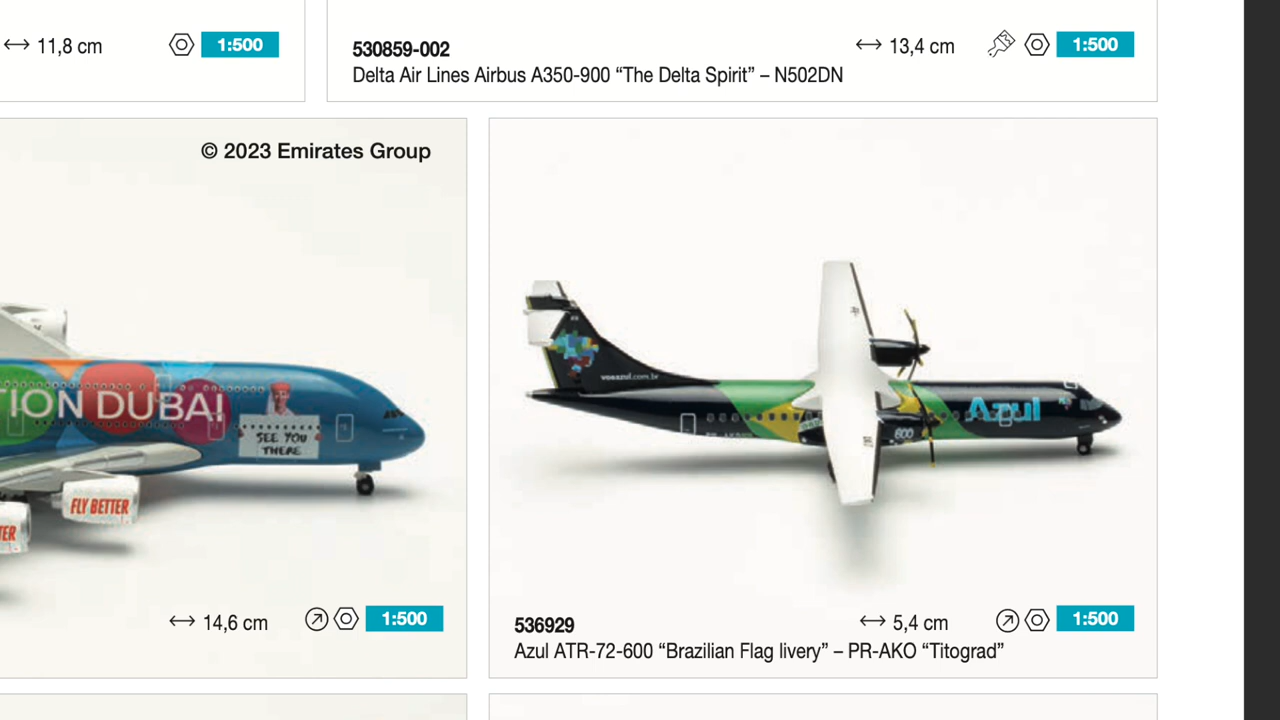 11,8 cm
1:500
530859-002
13,4 cm
1:500
Delta Air Lines Airbus A350-900 “The Delta Spirit” – N502DN
© 2023 Emirates Group
TION DUBAI
SEE YOU
THERE
FLY BETTER
TER
14,6 cm
1:500
voeazul.com.br
Azul
600
536929
5,4 cm
1:500
Azul ATR-72-600 “Brazilian Flag livery” – PR-AKO “Titograd”